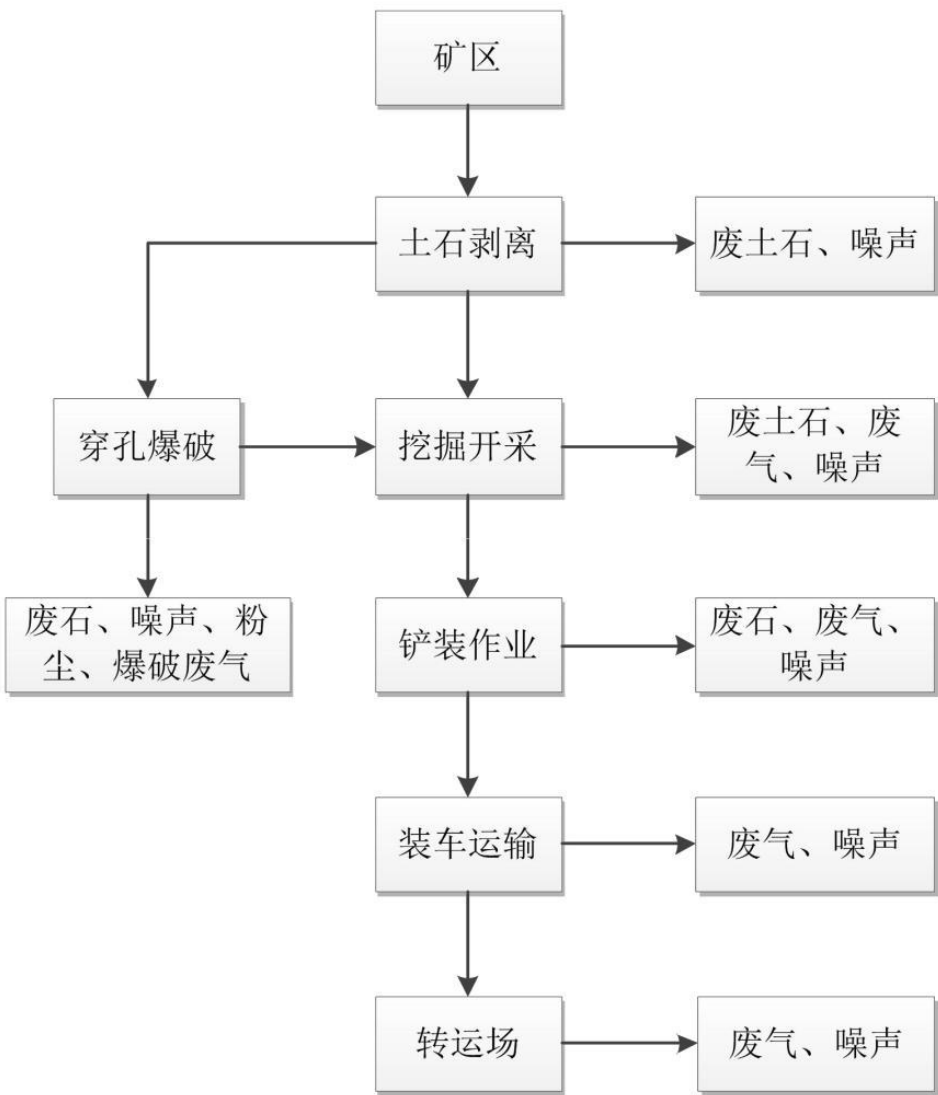 矿区
土石剥离
废土石、噪声
穿孔爆破
挖掘开采
废土石、废
气、噪声
废石、噪声、粉
尘、爆破废气
铲装作业
废石、废气、
噪声
装车运输
废气、噪声
转运场
废气、噪声